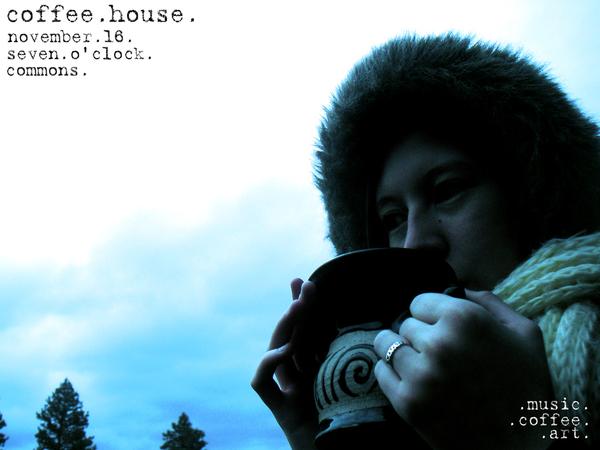 coffee.house.
november.16.
seven.o'clock.
commons.
.music.
.coffee.
.art.